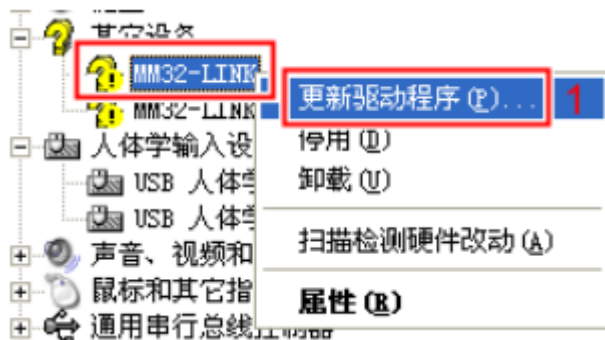 其它设备
MM32-LINK
更新驱动程序(P)... 1
MM32-LINK
停用(D)
人体学输入设
卸载(U)
USB 人体学
USB 人体学
扫描检测硬件改动(A)
声音、视频和
鼠标和其它指
属性(R)
通用串行总线控制器